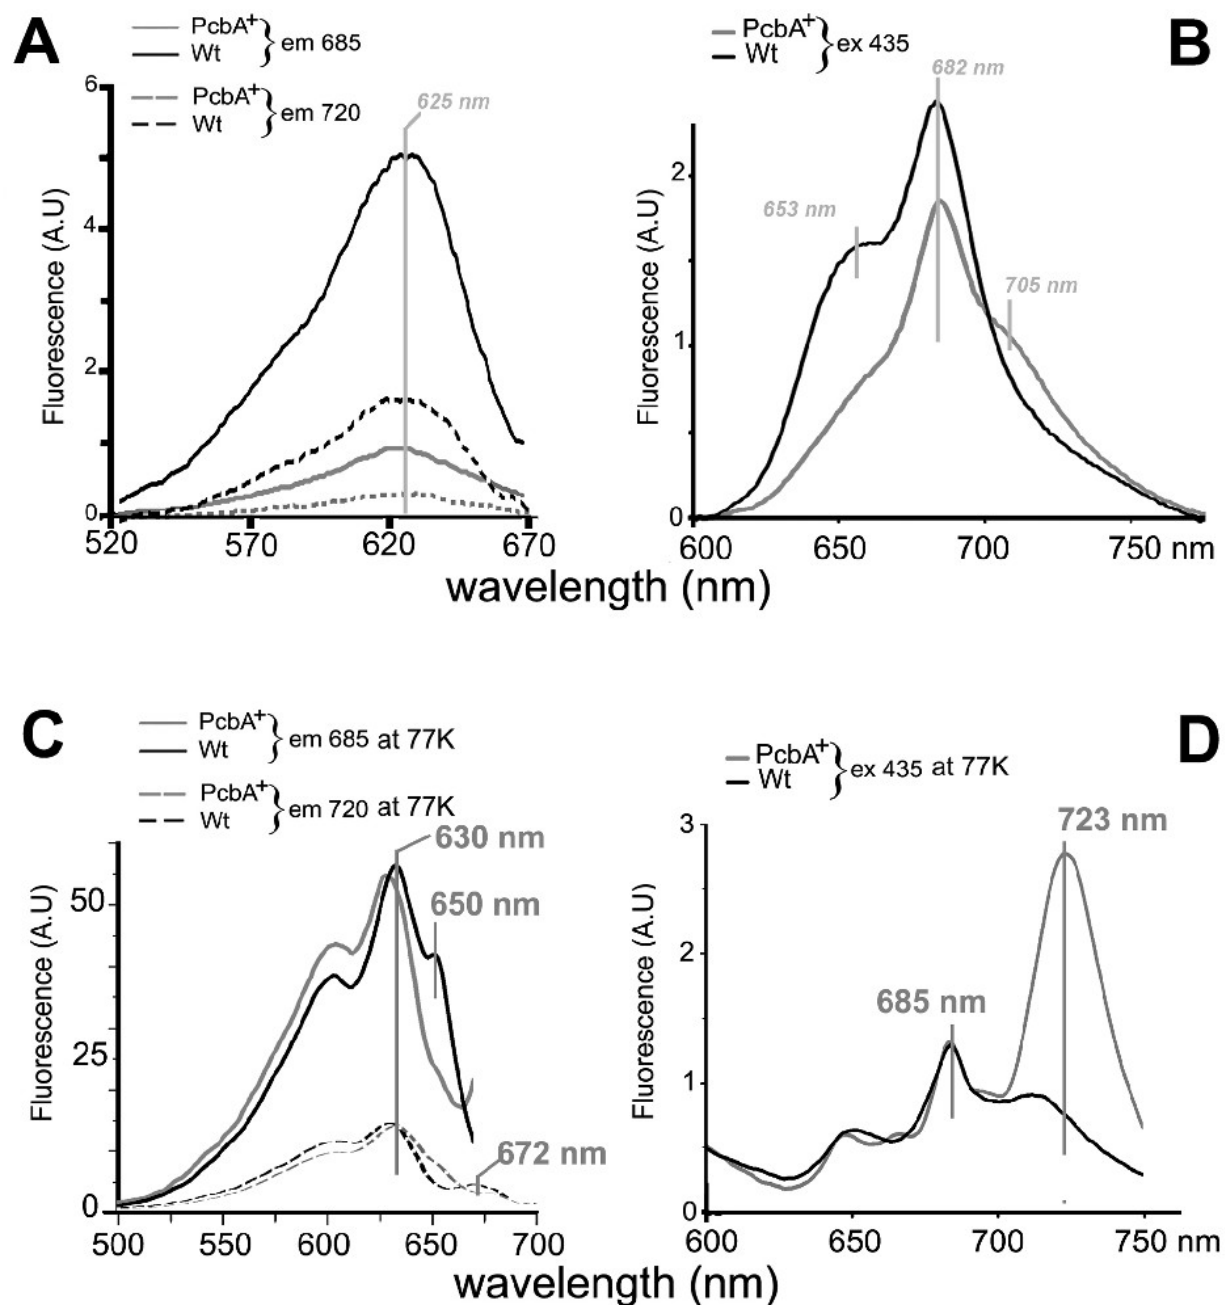 A
PcbA+
Wt
em 685
PcbA+
Wt
em 720
625 nm
6
4
2
0
Fluorescence (A.U)
520 570 620 670
B
PcbA+
Wt
ex 435
682 nm
653 nm
705 nm
2
1
0
Fluorescence (A.U)
600 650 700 750 nm
wavelength (nm)
C
PcbA+
Wt
em 685 at 77K
PcbA+
Wt
em 720 at 77K
630 nm
650 nm
672 nm
50
25
0
Fluorescence (A.U)
500 550 600 650 700
D
PcbA+
Wt
ex 435 at 77K
723 nm
685 nm
3
2
1
0
Fluorescence (A.U)
600 650 700 750 nm
wavelength (nm)